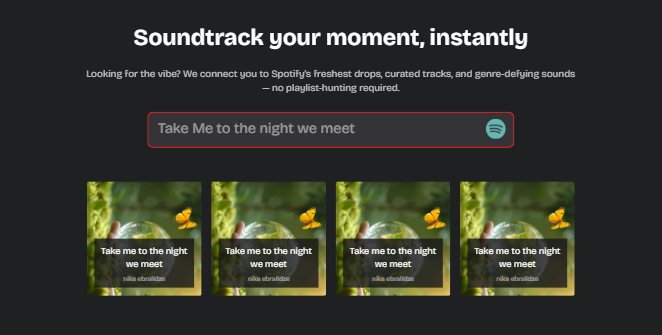 Soundtrack your moment, instantly
Looking for the vibe? We connect you to Spotify's freshest drops, curated tracks, and genre-defying sounds
— no playlist-hunting required.
Take Me to the night we meet
Take me to the night
we meet
nika ebralidze
Take me to the night
we meet
nika ebralidze
Take me to the night
we meet
nika ebralidze
Take me to the night
we meet
nika ebralidze